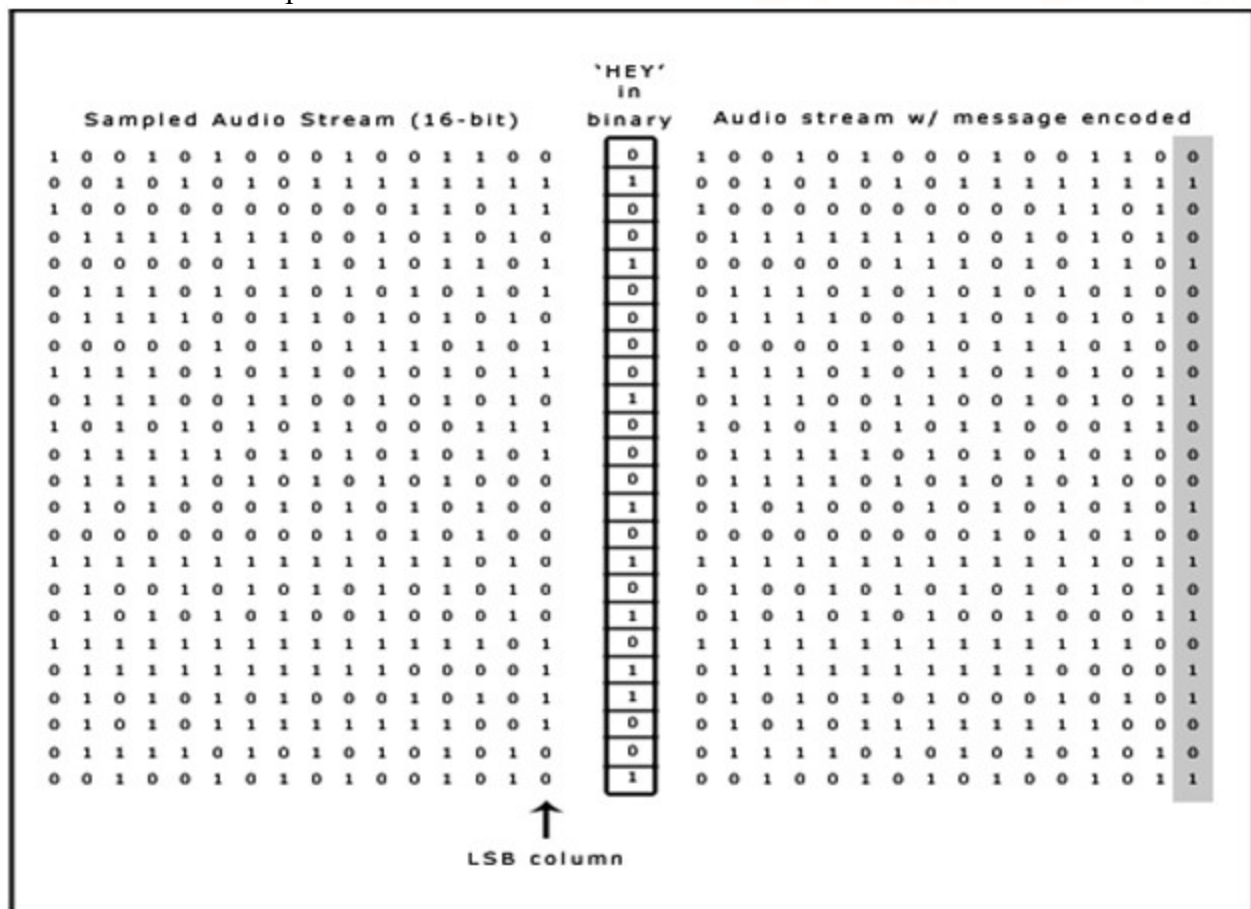 'HEY'
in
binary
Sampled Audio Stream (16-bit)
Audio stream w/ message encoded
1 0 0 1 0 1 0 0 0 1 0 0 1 1 0 0 0 1 0 0 1 0 1 0 0 0 1 0 0 1 1 0 0
0 0 1 0 1 0 1 0 1 1 1 1 1 1 1 1 1 0 0 1 0 1 0 1 0 1 1 1 1 1 1 1 1
1 0 0 0 0 0 0 0 0 0 0 1 1 0 1 1 0 1 0 0 0 0 0 0 0 0 0 0 1 1 0 1 0
0 1 1 1 1 1 1 1 0 0 1 0 1 0 1 0 0 0 1 1 1 1 1 1 1 0 0 1 0 1 0 1 0
0 0 0 0 0 0 1 1 1 0 1 0 1 1 0 1 1 0 0 0 0 0 0 1 1 1 0 1 0 1 1 0 1
0 1 1 1 0 1 0 1 0 1 0 1 0 1 0 1 0 0 1 1 1 0 1 0 1 0 1 0 1 0 1 0 0
0 1 1 1 1 0 0 1 1 0 1 0 1 0 1 0 0 0 1 1 1 1 0 0 1 1 0 1 0 1 0 1 0
0 0 0 0 0 1 0 1 0 1 1 1 0 1 0 1 0 0 0 0 0 0 1 0 1 0 1 1 1 0 1 0 0
1 1 1 1 0 1 0 1 1 0 1 0 1 0 1 1 0 1 1 1 1 0 1 0 1 1 0 1 0 1 0 1 0
0 1 1 1 0 0 1 1 0 0 1 0 1 0 1 0 1 0 1 1 1 0 0 1 1 0 0 1 0 1 0 1 1
1 0 1 0 1 0 1 0 1 1 0 0 0 1 1 1 0 1 0 1 0 1 0 1 0 1 1 0 0 0 1 1 0
0 1 1 1 1 1 0 1 0 1 0 1 0 1 0 1 0 0 1 1 1 1 1 0 1 0 1 0 1 0 1 0 0
0 1 1 1 1 0 1 0 1 0 1 0 1 0 0 0 0 0 1 1 1 1 0 1 0 1 0 1 0 1 0 0 0
0 1 0 1 0 0 0 1 0 1 0 1 0 1 0 0 1 0 1 0 1 0 0 0 1 0 1 0 1 0 1 0 1
0 0 0 0 0 0 0 0 0 1 0 1 0 1 0 0 0 0 0 0 0 0 0 0 0 0 0 1 0 1 0 1 0 0
1 1 1 1 1 1 1 1 1 1 1 1 1 0 1 0 1 1 1 1 1 1 1 1 1 1 1 1 1 1 0 1 1
0 1 0 0 1 0 1 0 1 0 1 0 1 0 1 0 0 0 1 0 0 1 0 1 0 1 0 1 0 1 0 1 0
0 1 0 1 0 1 0 1 0 0 1 0 0 0 1 0 1 0 1 0 1 0 1 0 1 0 0 1 0 0 0 1 1
1 1 1 1 1 1 1 1 1 1 1 1 1 1 0 1 0 1 1 1 1 1 1 1 1 1 1 1 1 1 1 0 0
0 1 1 1 1 1 1 1 1 1 1 0 0 0 0 1 1 0 1 1 1 1 1 1 1 1 1 1 0 0 0 0 1
0 1 0 1 0 1 0 1 0 0 0 1 0 1 0 1 1 0 1 0 1 0 1 0 1 0 0 0 1 0 1 0 1
0 1 0 1 0 1 1 1 1 1 1 1 1 0 0 1 0 0 1 0 1 0 1 1 1 1 1 1 1 1 0 0 0
0 1 1 1 1 0 1 0 1 0 1 0 1 0 1 0 0 0 1 1 1 1 0 1 0 1 0 1 0 1 0 1 0
0 0 1 0 0 1 0 1 0 1 0 0 1 0 1 0 1 0 0 1 0 0 1 0 1 0 1 0 0 1 0 1 1
LSB column